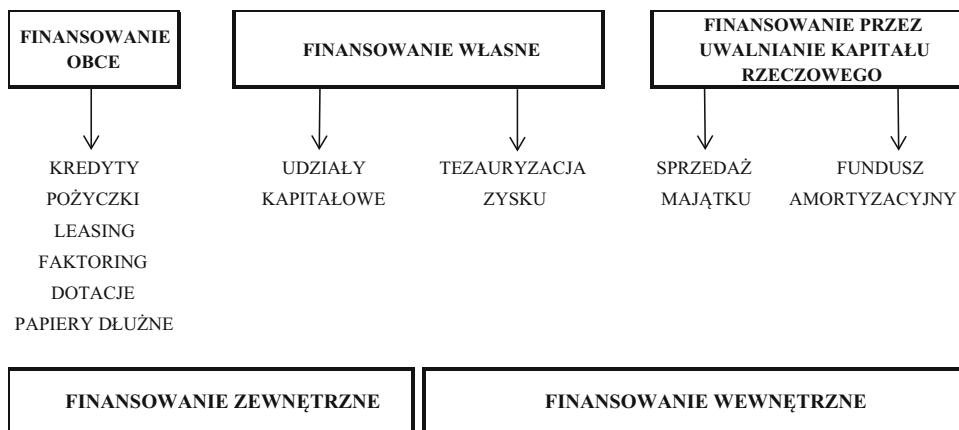 FINANSOWANIE
OBCE
FINANSOWANIE WŁASNE
FINANSOWANIE PRZEZ
UWALNIANIE KAPITAŁU
RZECZOWEGO
KREDYTY
POŻYCZKI
LEASING
FAKTORING
DOTACJE
PAPIERY DŁUŻNE
UDZIAŁY
KAPITAŁOWE
TEZAURYZACJA
ZYSKU
SPRZEDAŻ
MAJĄTKU
FUNDUSZ
AMORTYZACYJNY
FINANSOWANIE ZEWNĘTRZNE
FINANSOWANIE WEWNĘTRZNE